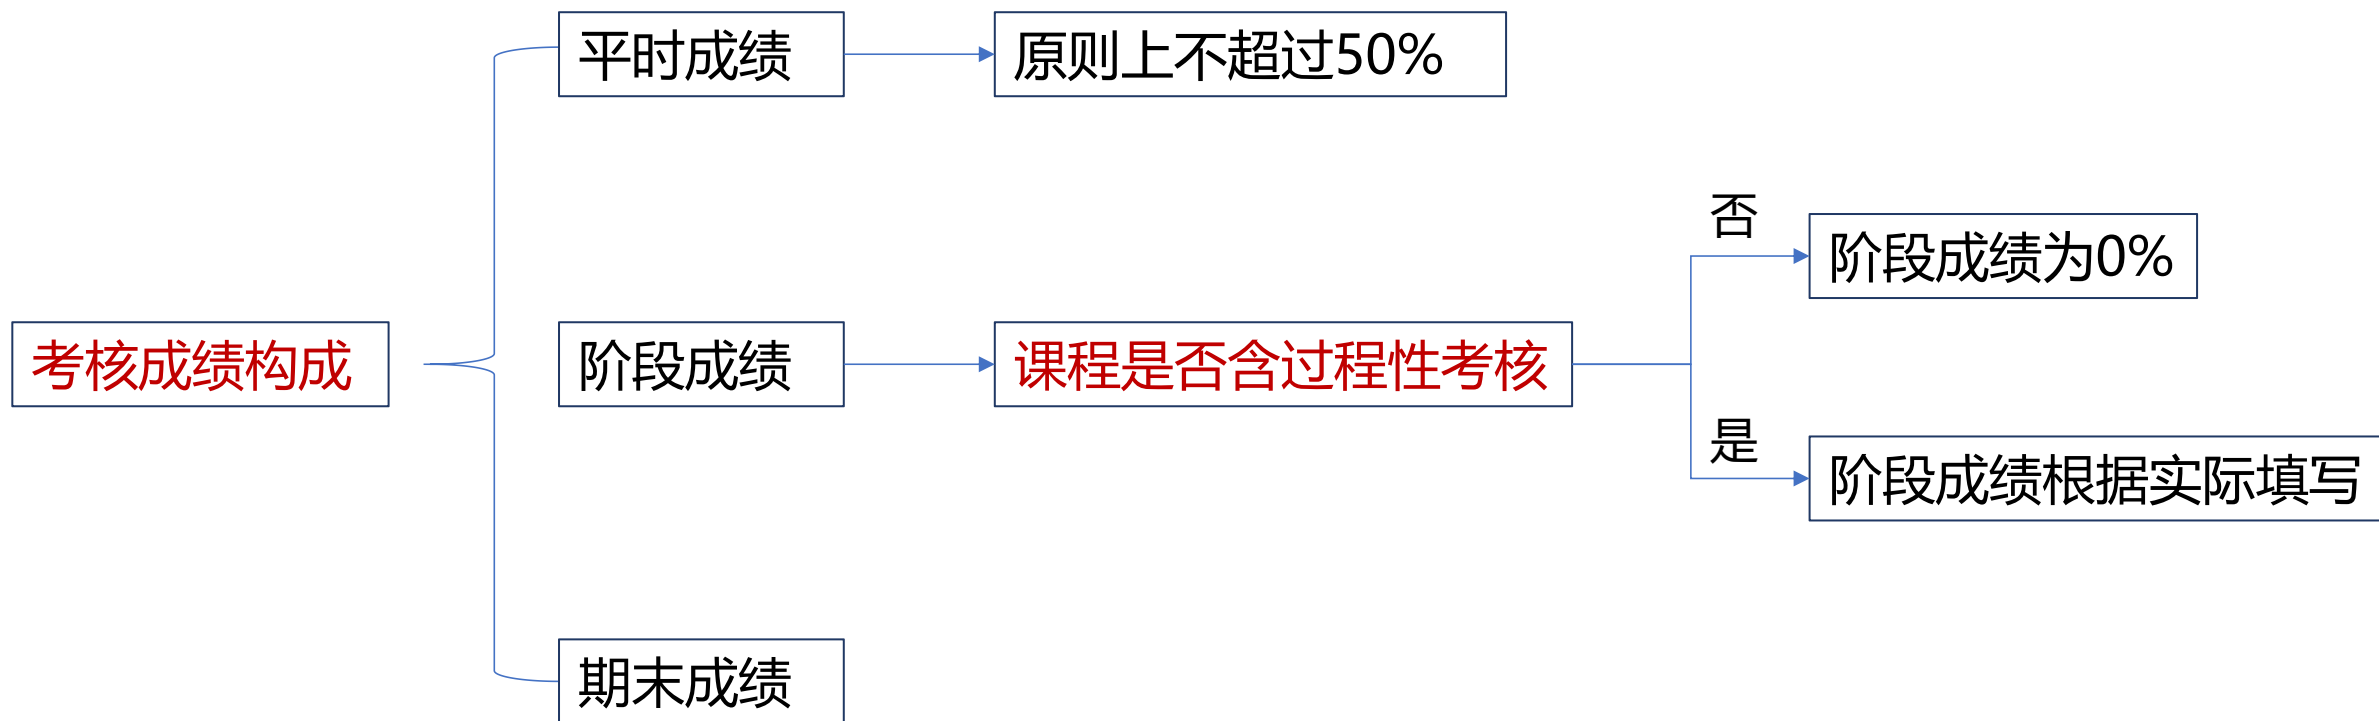 平时成绩
原则上不超过50%
否
阶段成绩为0%
考核成绩构成
阶段成绩
课程是否含过程性考核
是
阶段成绩根据实际填写
期末成绩